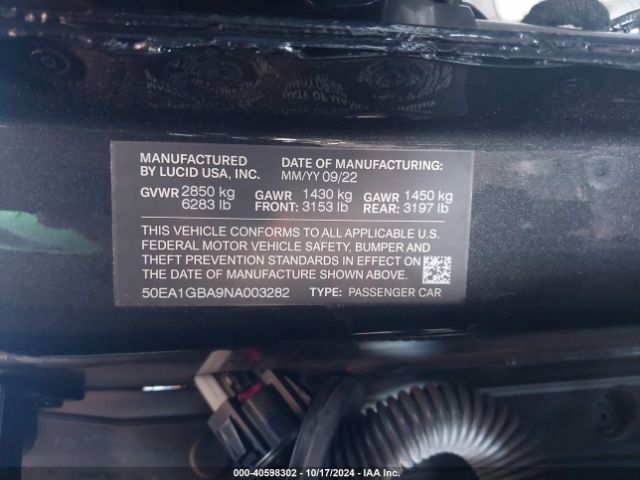 MANUFACTURED
BY LUCID USA, INC.
DATE OF MANUFACTURING:
MM/YY 09/22
GVWR 2850 kg
6283 lb
GAWR 1430 kg
FRONT: 3153 lb
GAWR 1450 kg
REAR: 3197 lb
THIS VEHICLE CONFORMS TO ALL APPLICABLE U.S.
FEDERAL MOTOR VEHICLE SAFETY, BUMPER AND
THEFT PREVENTION STANDARDS IN EFFECT ON
THE DATE OF MANUFACTURE SHOWN ABOVE.
50EA1GBA9NA003282 TYPE: PASSENGER CAR
000-40598302 - 10/17/2024 - IAA Inc.